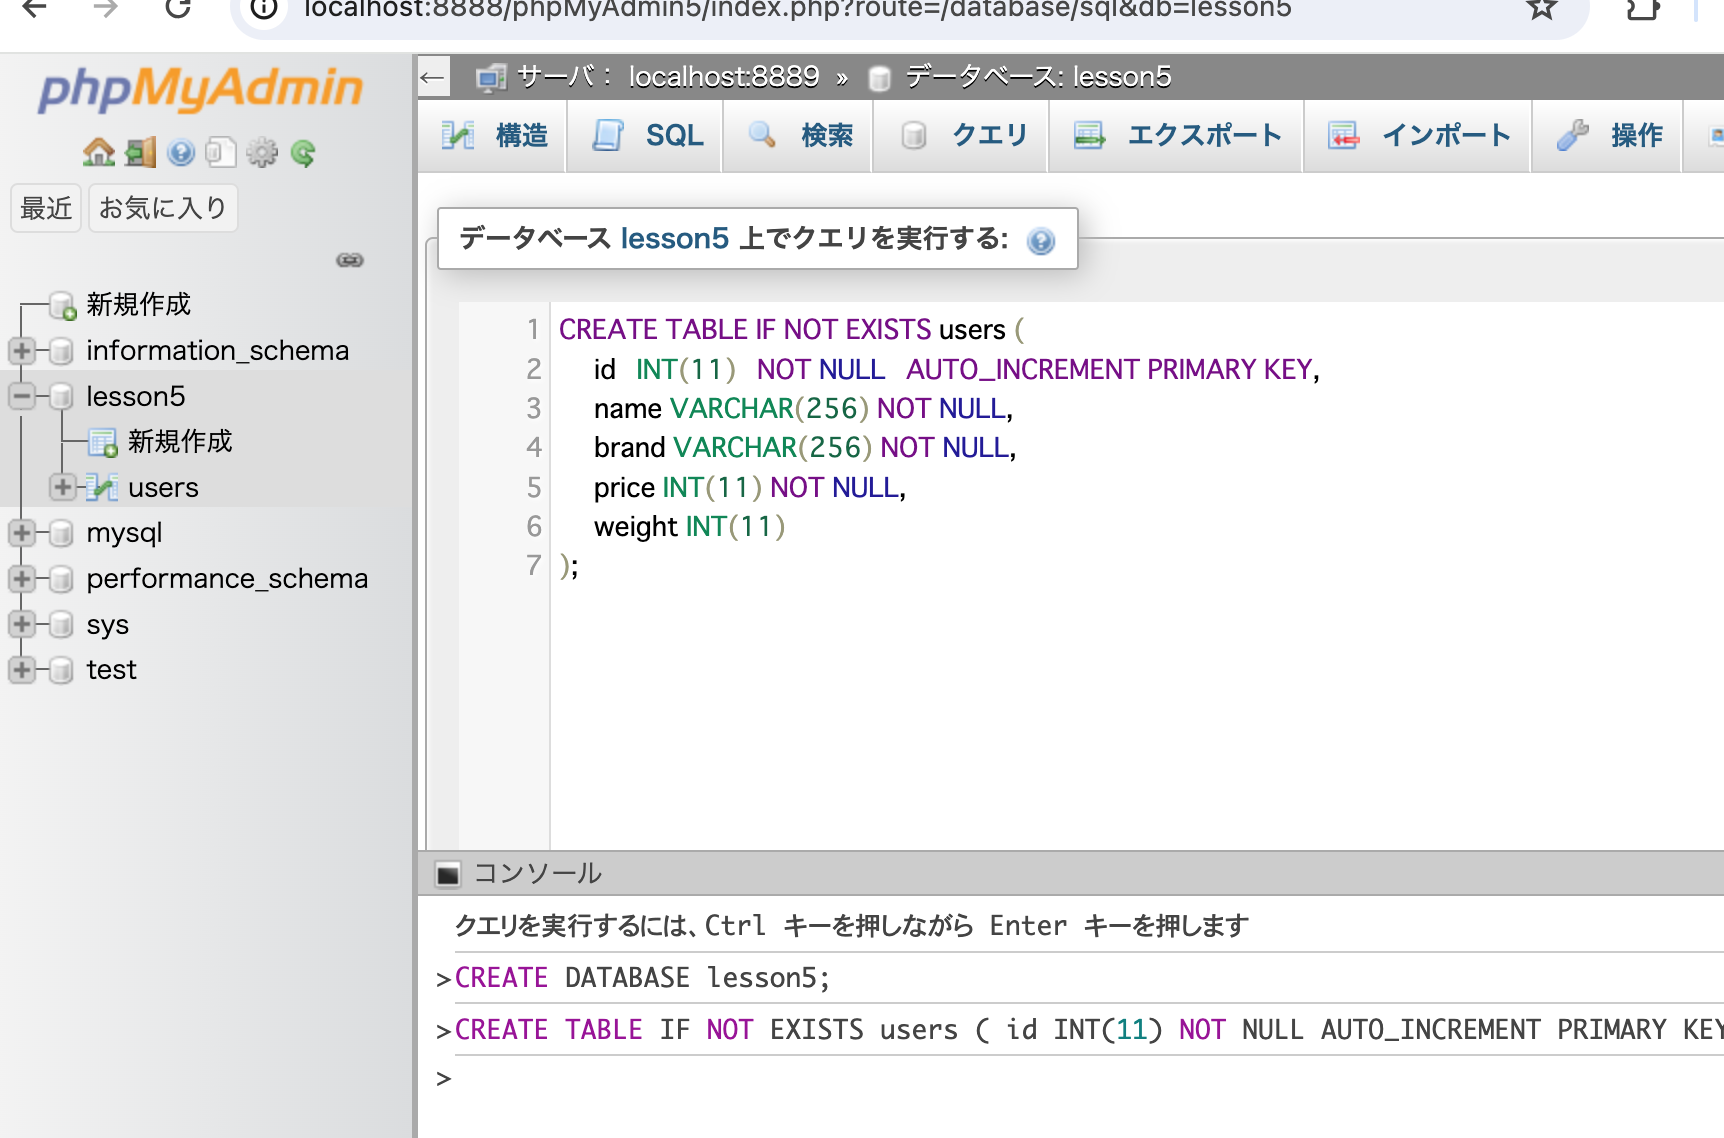 localhost:8888/phpMyAdmin5/index.php?route=/database/sql&db=lesson5
phpMyAdmin
最近 お気に入り
新規作成
information_schema
lesson5
新規作成
users
mysql
performance_schema
sys
test
← サーバ： localhost:8889 » データベース: lesson5
構造 SQL 検索 クエリ エクスポート インポート 操作
データベース lesson5 上でクエリを実行する:
1 CREATE TABLE IF NOT EXISTS users (
2 id INT(11) NOT NULL AUTO_INCREMENT PRIMARY KEY,
3 name VARCHAR(256) NOT NULL,
4 brand VARCHAR(256) NOT NULL,
5 price INT(11) NOT NULL,
6 weight INT(11)
7 );
コンソール
クエリを実行するには、Ctrl キーを押しながら Enter キーを押します
>CREATE DATABASE lesson5;
>CREATE TABLE IF NOT EXISTS users ( id INT(11) NOT NULL AUTO_INCREMENT PRIMARY KEY
>